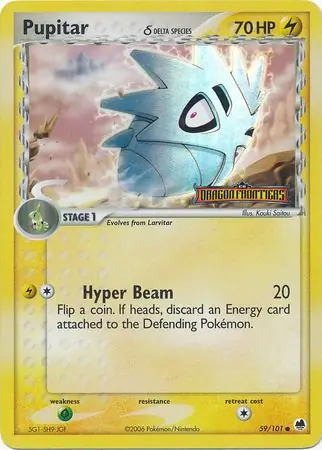 Pupitar
δ DELTA SPECIES
70 HP
DRAGON FRONTIERS
Illus. Kouki Saitou
STAGE 1
Evolves from Larvitar
Hyper Beam 20
Flip a coin. If heads, discard an Energy card
attached to the Defending Pokémon.
weakness resistance retreat cost
©2006 Pokémon/Nintendo
59/101 ●